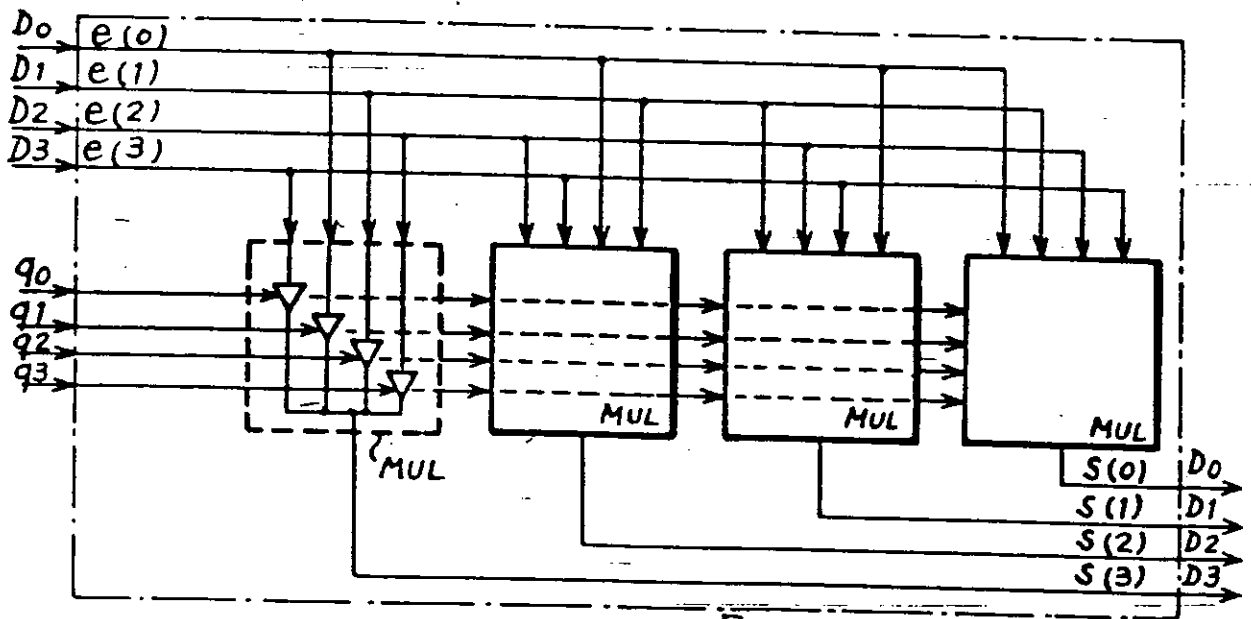 D0 e(0)
D1 e(1)
D2 e(2)
D3 e(3)
q0
q1
q2
q3
MUL
MUL
MUL
MUL
S(0) D0
S(1) D1
S(2) D2
S(3) D3